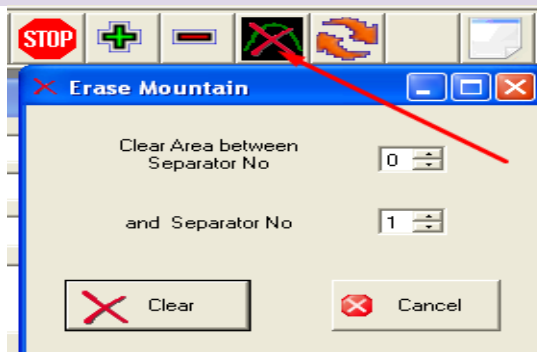 STOP
Erase Mountain
Clear Area between
Separator No
0
and Separator No
1
Clear
Cancel